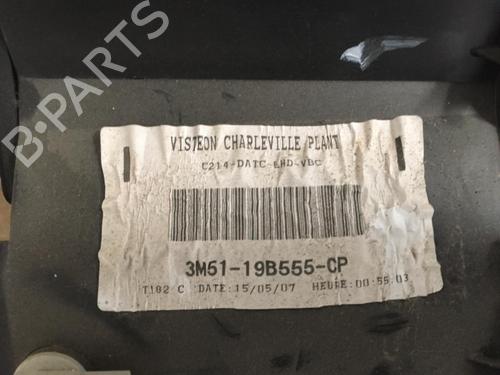 B-PARTS
VISTEON CHARLEVILLE PLANT
C214-DATC-LHD-VBC
3M51-19B555-CP
T182 C DATE: 15/05/07 HEURE: 00:55.03